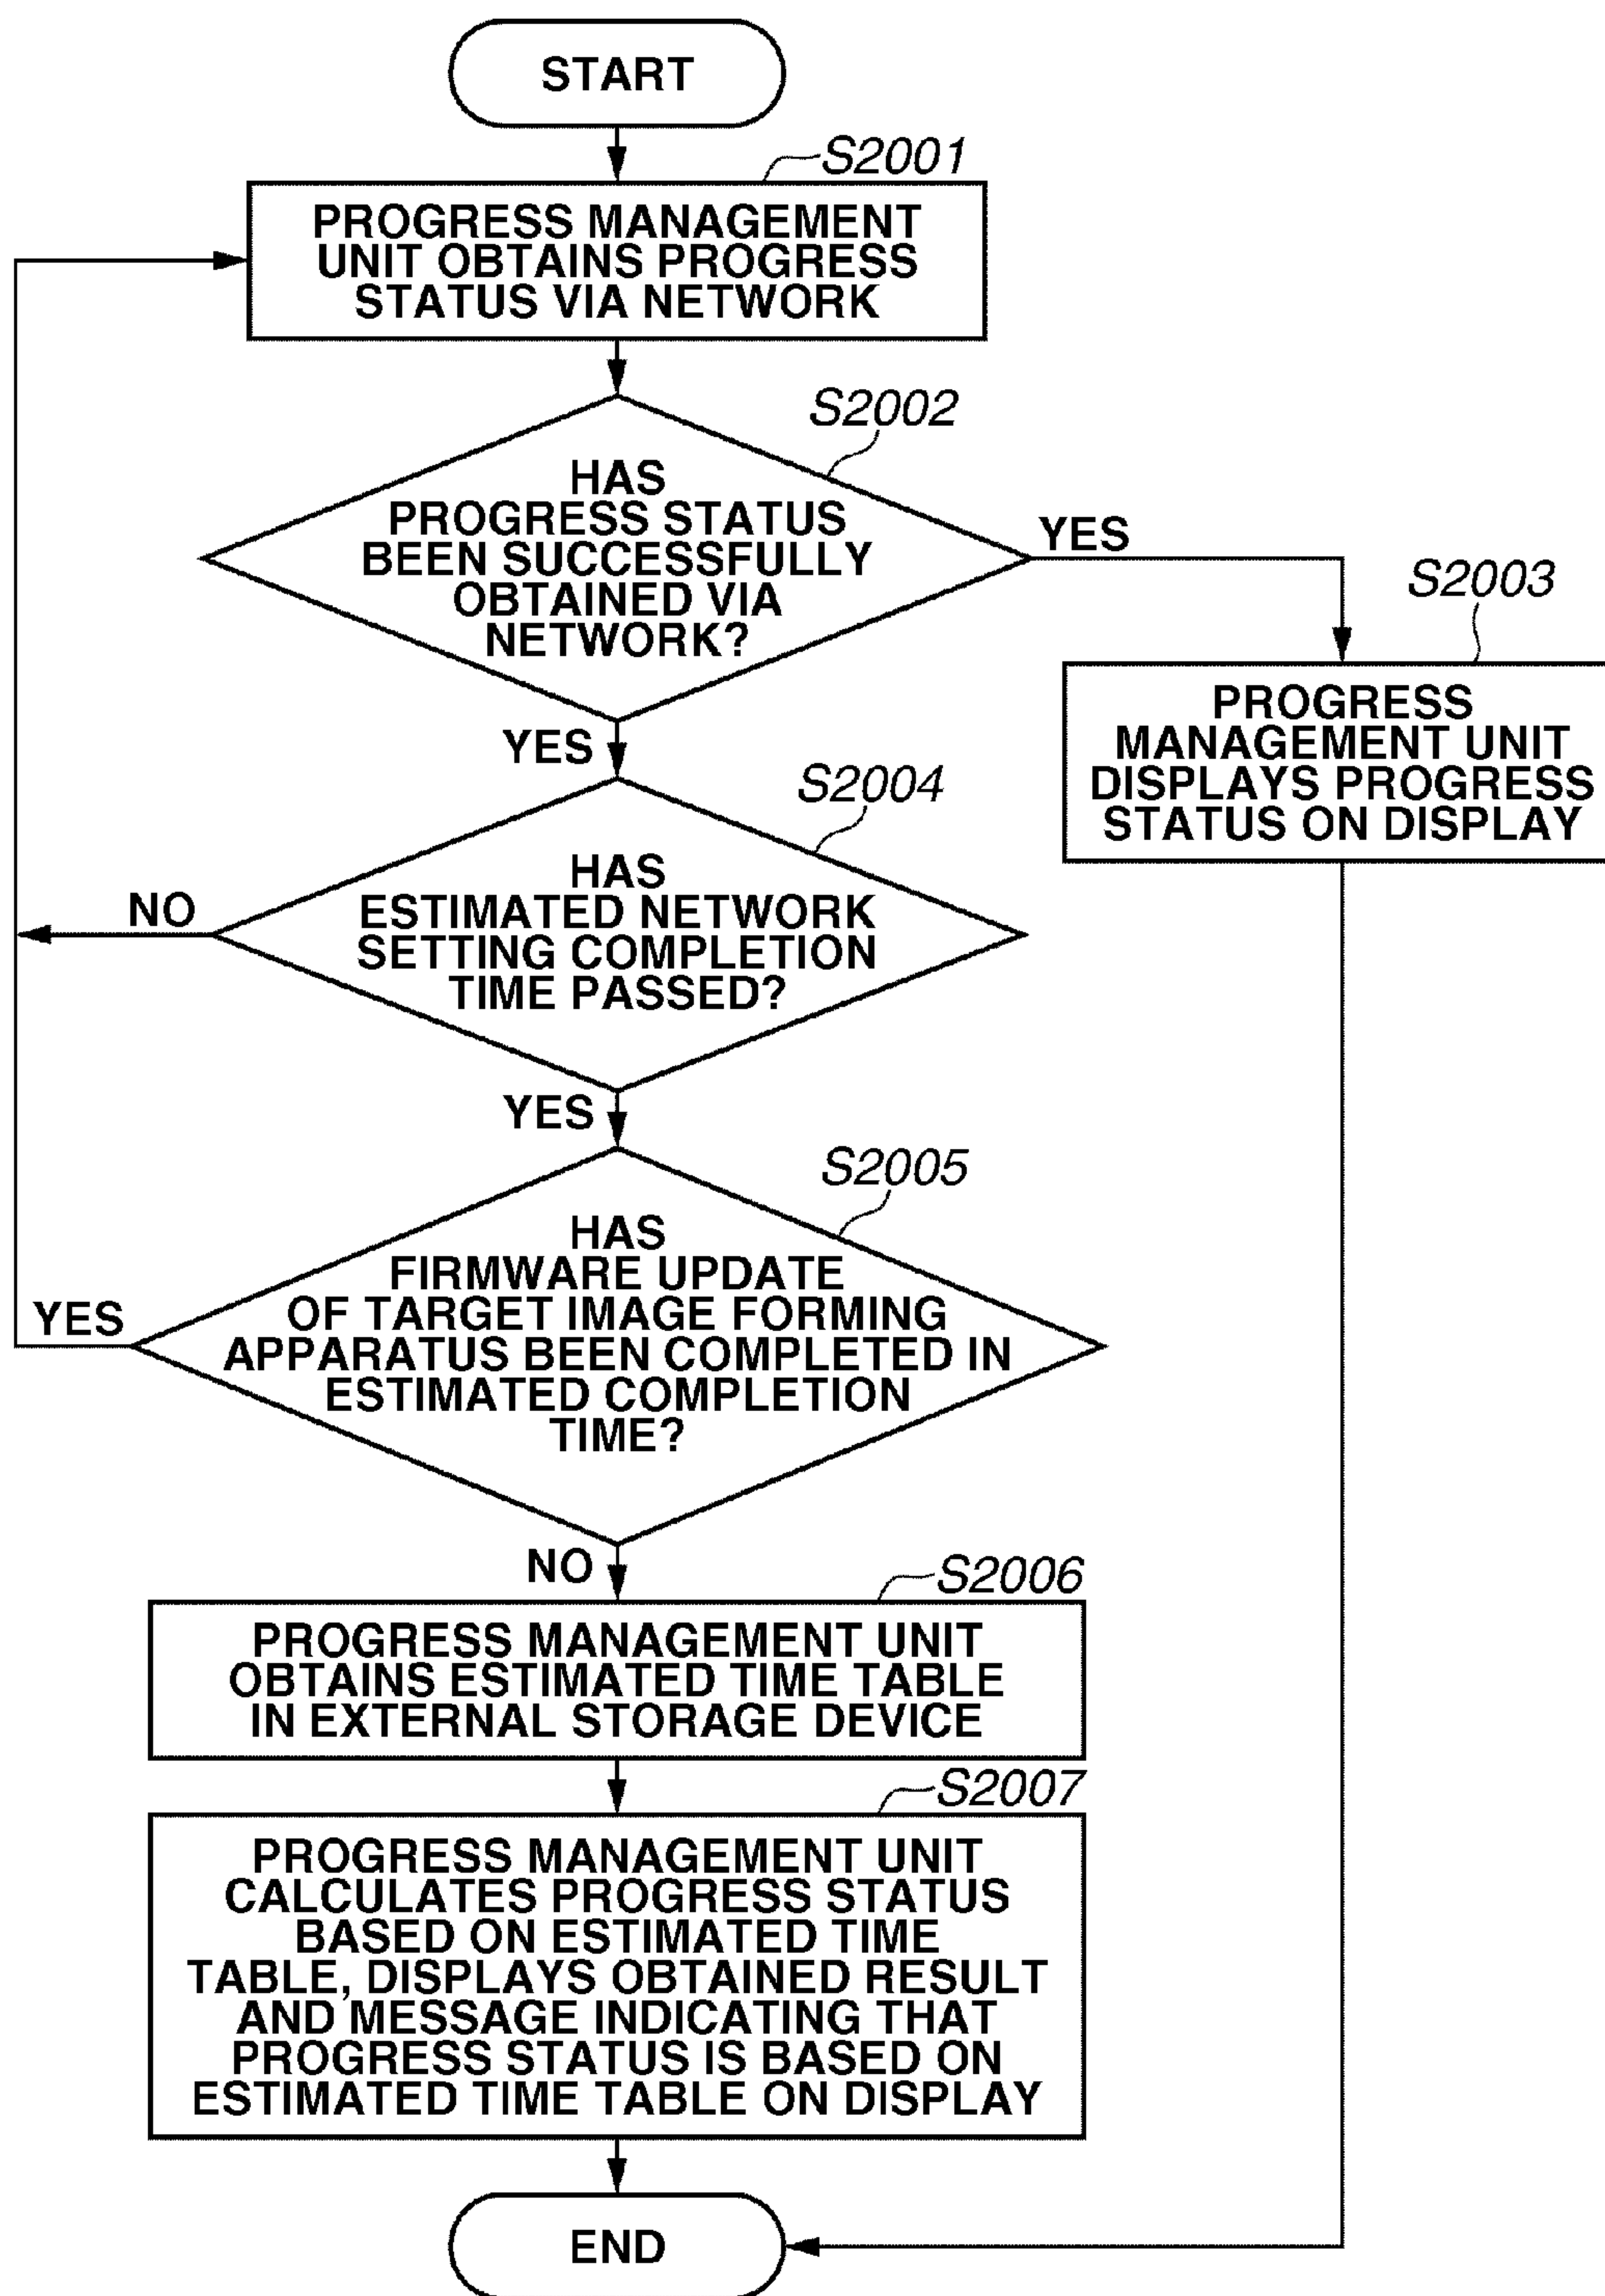 START
S2001
PROGRESS MANAGEMENT
UNIT OBTAINS PROGRESS
STATUS VIA NETWORK
S2002
HAS
PROGRESS STATUS
BEEN SUCCESSFULLY
OBTAINED VIA
NETWORK?
YES
S2003
PROGRESS
MANAGEMENT UNIT
DISPLAYS PROGRESS
STATUS ON DISPLAY
YES
S2004
HAS
ESTIMATED NETWORK
SETTING COMPLETION
TIME PASSED?
NO
YES
S2005
HAS
FIRMWARE UPDATE
OF TARGET IMAGE FORMING
APPARATUS BEEN COMPLETED IN
ESTIMATED COMPLETION
TIME?
YES
NO
S2006
PROGRESS MANAGEMENT UNIT
OBTAINS ESTIMATED TIME TABLE
IN EXTERNAL STORAGE DEVICE
S2007
PROGRESS MANAGEMENT UNIT
CALCULATES PROGRESS STATUS
BASED ON ESTIMATED TIME
TABLE, DISPLAYS OBTAINED RESULT
AND MESSAGE INDICATING THAT
PROGRESS STATUS IS BASED ON
ESTIMATED TIME TABLE ON DISPLAY
END